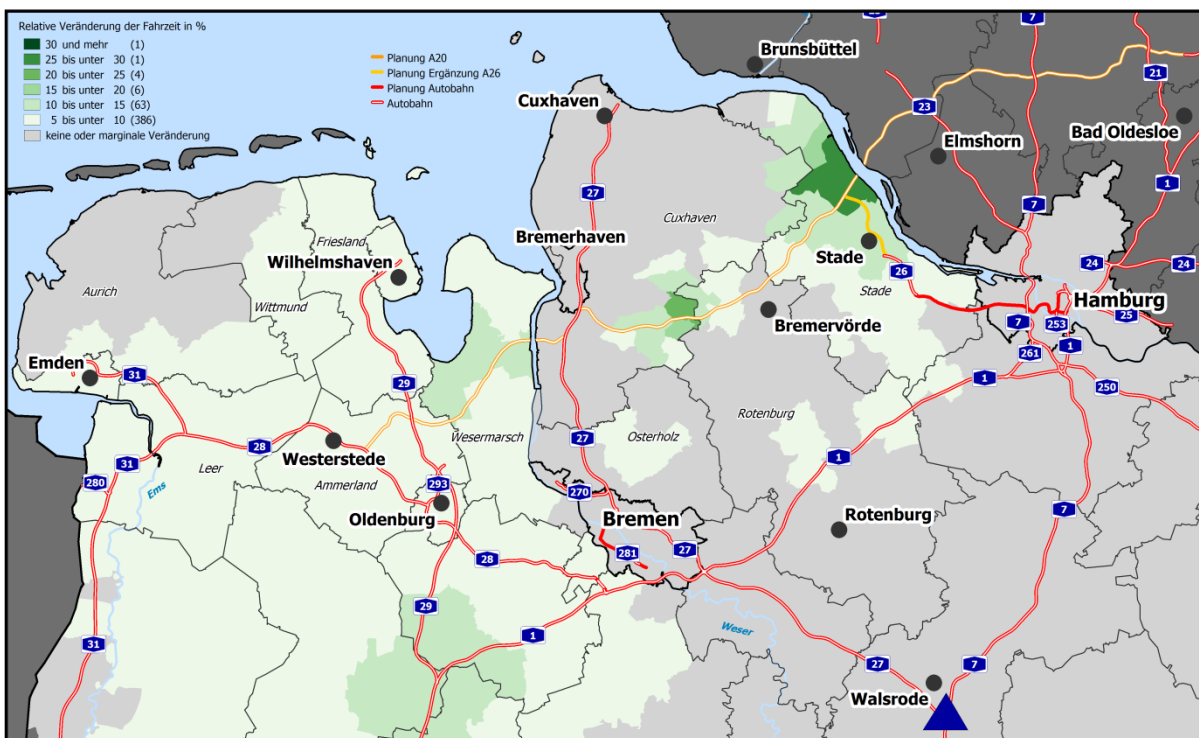 Relative Veränderung der Fahrzeit in %
30 und mehr (1)
25 bis unter 30 (1)
20 bis unter 25 (4)
15 bis unter 20 (6)
10 bis unter 15 (63)
5 bis unter 10 (386)
keine oder marginale Veränderung
Planung A20
Planung Ergänzung A26
Planung Autobahn
Autobahn
7
Brunsbüttel
21
Cuxhaven
23
Bad Oldesloe
Elmshorn
27
1
7
Cuxhaven
Bremerhaven
Friesland
Wilhelmshaven
Stade
24
24
26
Aurich
Wittmund
Stade
Hamburg
Bremervörde
7
253
25
Emden
31
261
1
29
1
250
Rotenburg
Wesermarsch
27
Osterholz
28
Westerstede
31
Leer
1
280
Ems
Ammerland
293
270
Oldenburg
Bremen
7
Rotenburg
28
281
27
29
1
Weser
31
27
7
Walsrode